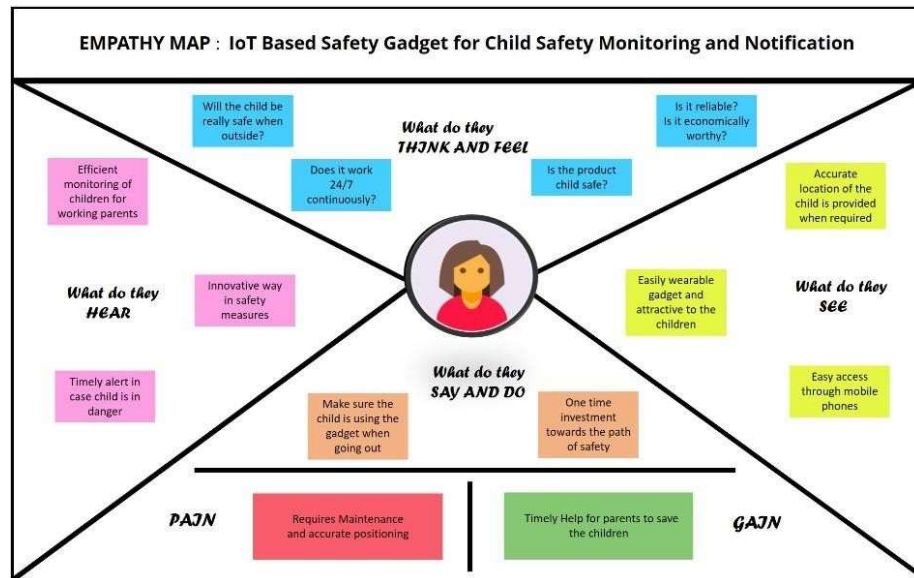 EMPATHY MAP : IoT Based Safety Gadget for Child Safety Monitoring and Notification
Will the child be
really safe when
outside?
What do they
THINK AND FEEL
Is it reliable?
Is it economically
worthy?
Does it work
24/7
continuously?
Is the product
child safe?
Efficient
monitoring of
children for
working parents
What do they
HEAR
Innovative way
in safety
measures
Timely alert in
case child is in
danger
Accurate
location of the
child is provided
when required
Easily wearable
gadget and
attractive to the
children
What do they
SEE
Easy access
through mobile
phones
What do they
SAY AND DO
Make sure the
child is using the
gadget when
going out
One time
investment
towards the path
of safety
PAIN
Requires Maintenance
and accurate positioning
Timely Help for parents to save
the children
GAIN